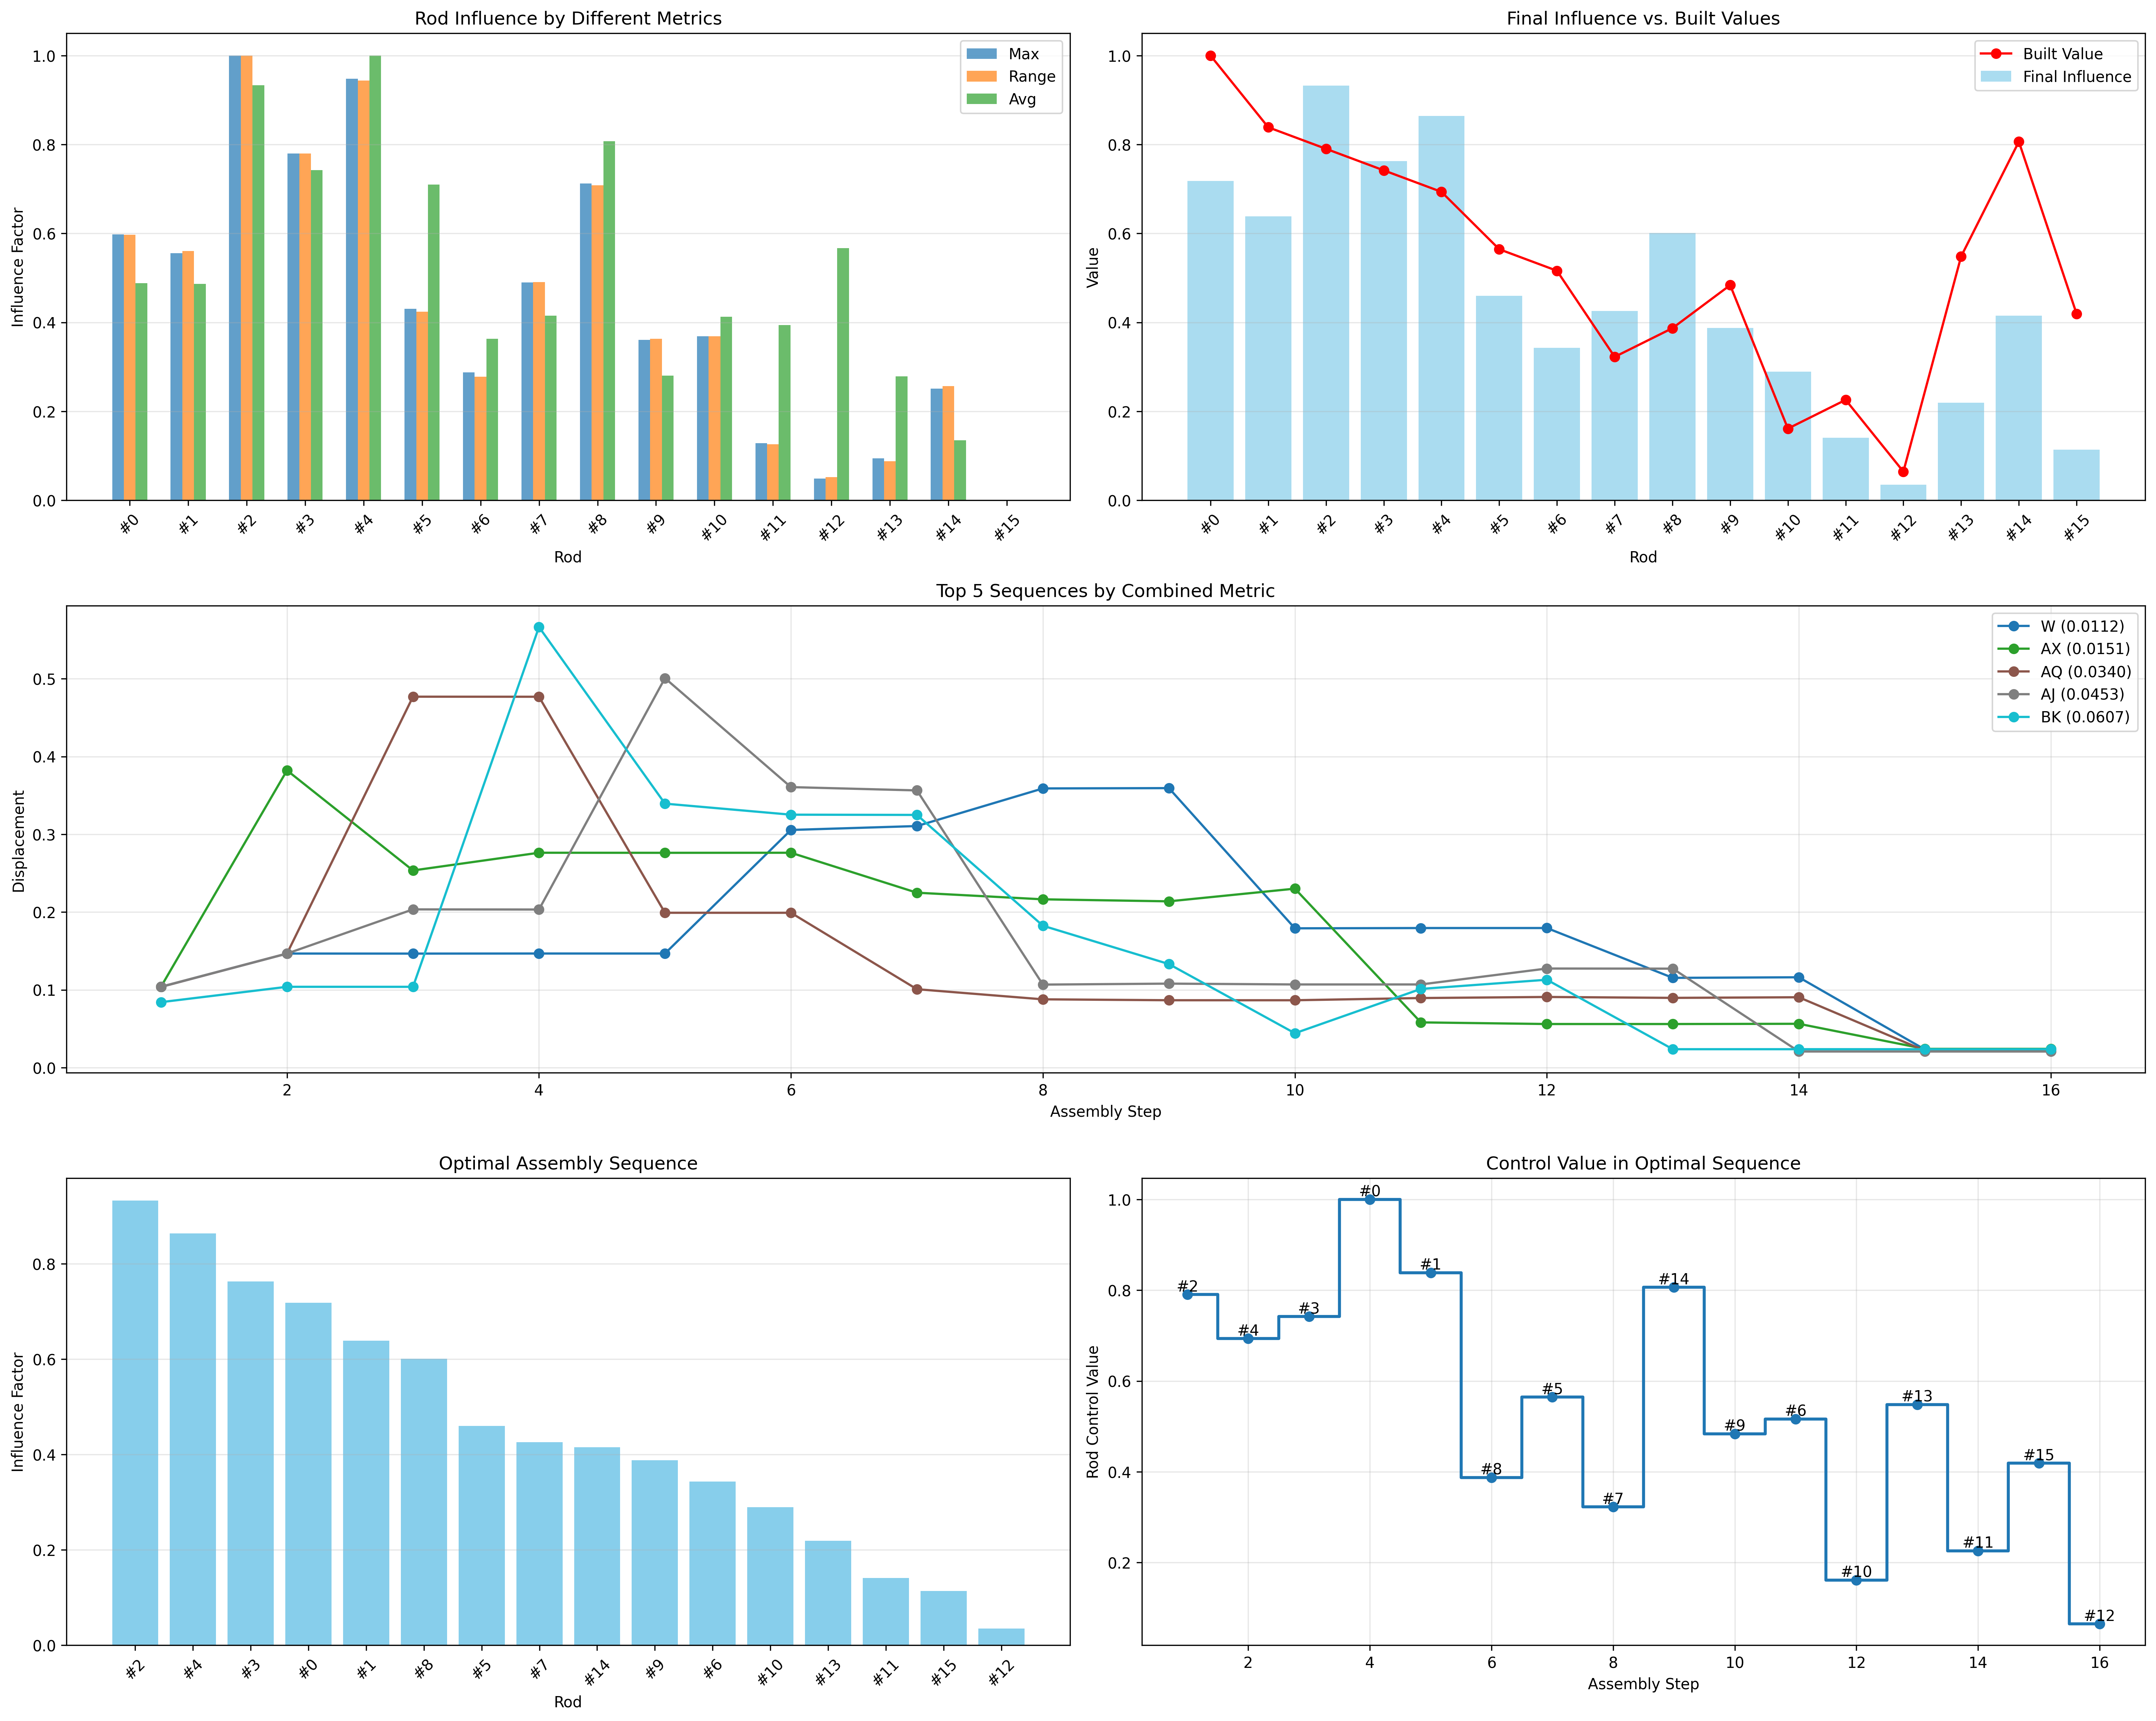 Rod Influence by Different Metrics
Influence Factor
1.0
0.8
0.6
0.4
0.2
0.0
Max
Range
Avg
#0 #1 #2 #3 #4 #5 #6 #7 #8 #9 #10 #11 #12 #13 #14 #15
Rod
Final Influence vs. Built Values
Value
1.0
0.8
0.6
0.4
0.2
0.0
Built Value
Final Influence
#0 #1 #2 #3 #4 #5 #6 #7 #8 #9 #10 #11 #12 #13 #14 #15
Rod
Top 5 Sequences by Combined Metric
Displacement
0.5
0.4
0.3
0.2
0.1
0.0
W (0.0112)
AX (0.0151)
AQ (0.0340)
AJ (0.0453)
BK (0.0607)
2 4 6 8 10 12 14 16
Assembly Step
Optimal Assembly Sequence
Influence Factor
0.8
0.6
0.4
0.2
0.0
#2 #4 #3 #0 #1 #8 #5 #7 #14 #9 #6 #10 #13 #11 #15 #12
Rod
Control Value in Optimal Sequence
Rod Control Value
1.0
0.8
0.6
0.4
0.2
#2
#4
#3
#0
#1
#8
#5
#7
#14
#9
#6
#10
#13
#11
#15
#12
2 4 6 8 10 12 14 16
Assembly Step